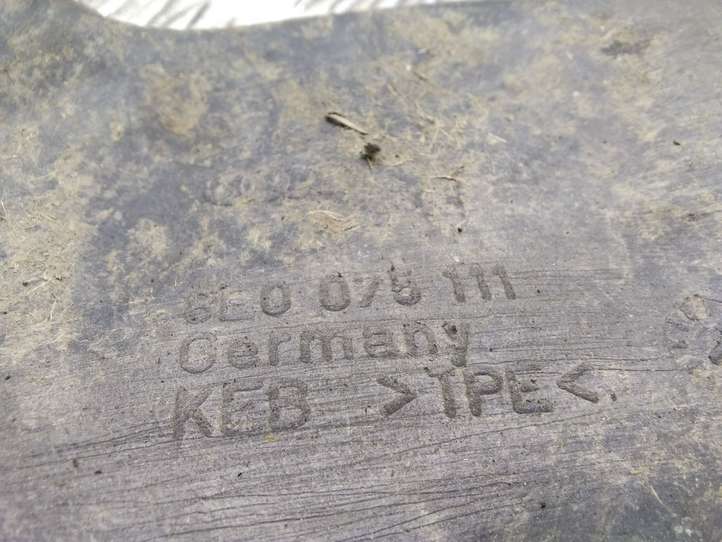 8E0 075 111
Germany
KEB >TPE<